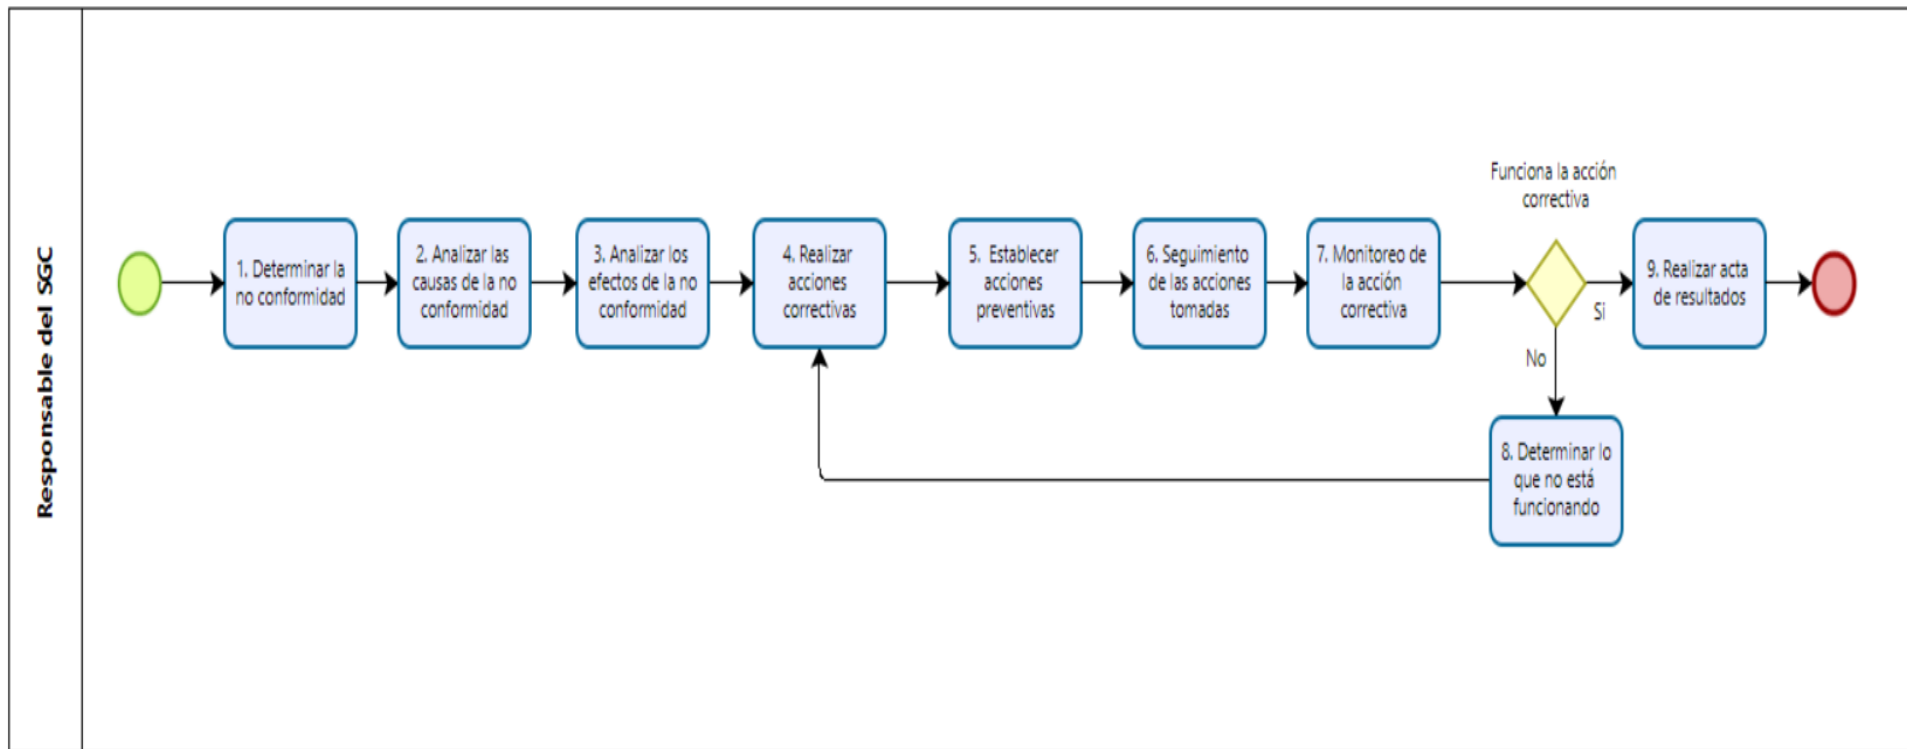 Responsable del SGC
1. Determinar la
no conformidad
2. Analizar las
causas de la no
conformidad
3. Analizar los
efectos de la no
conformidad
4. Realizar
acciones
correctivas
5. Establecer
acciones
preventivas
6. Seguimiento
de las acciones
tomadas
7. Monitoreo de
la acción
correctiva
Funciona la acción
correctiva
Si
No
8. Determinar lo
que no está
funcionando
9. Realizar acta
de resultados